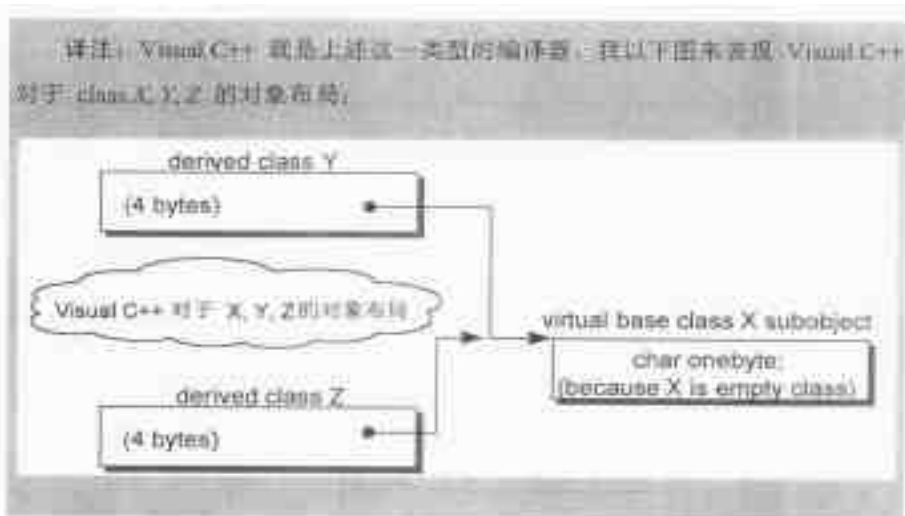 译注：Visual C++ 就是上述这一类型的编译器。我以下图来表现 Visual C++
对于 class X, Y, Z 的对象布局：
derived class Y
(4 bytes)
Visual C++ 对于 X, Y, Z的对象布局
virtual base class X subobject
char onebyte;
(because X is empty class)
derived class Z
(4 bytes)